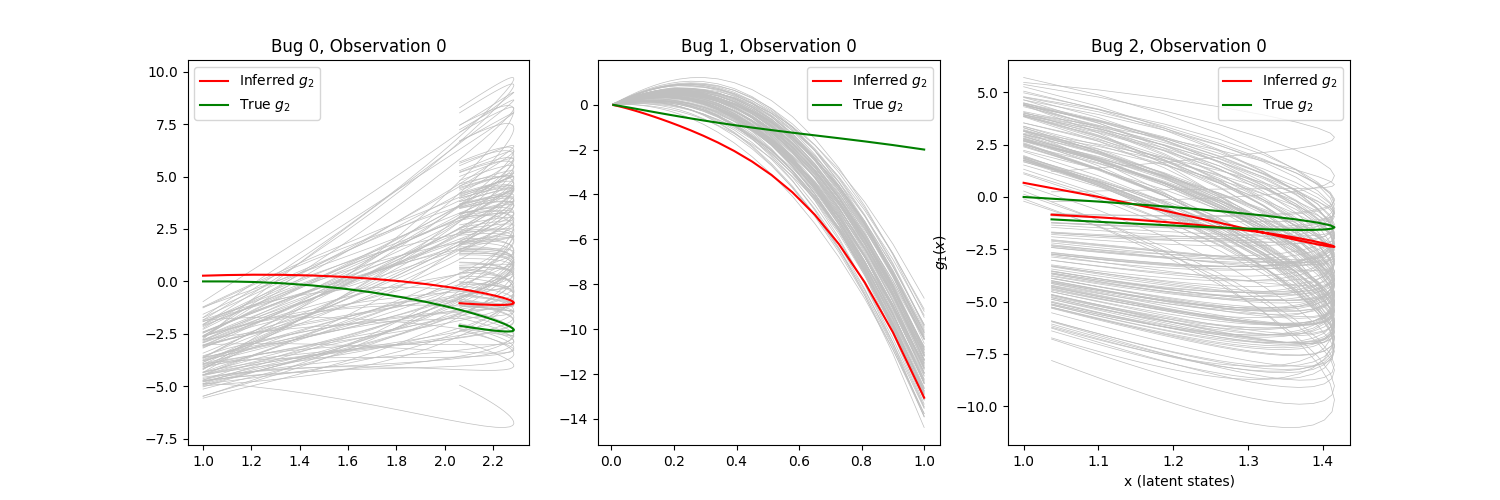 Bug 0, Observation 0
Inferred g₂
True g₂
10.0
7.5
5.0
2.5
0.0
−2.5
−5.0
−7.5
1.0 1.2 1.4 1.6 1.8 2.0 2.2
Bug 1, Observation 0
Inferred g₂
True g₂
0
−2
−4
−6
−8
−10
−12
−14
0.0 0.2 0.4 0.6 0.8 1.0
Bug 2, Observation 0
Inferred g₂
True g₂
g₁(x)
5.0
2.5
0.0
−2.5
−5.0
−7.5
−10.0
1.0 1.1 1.2 1.3 1.4
x (latent states)